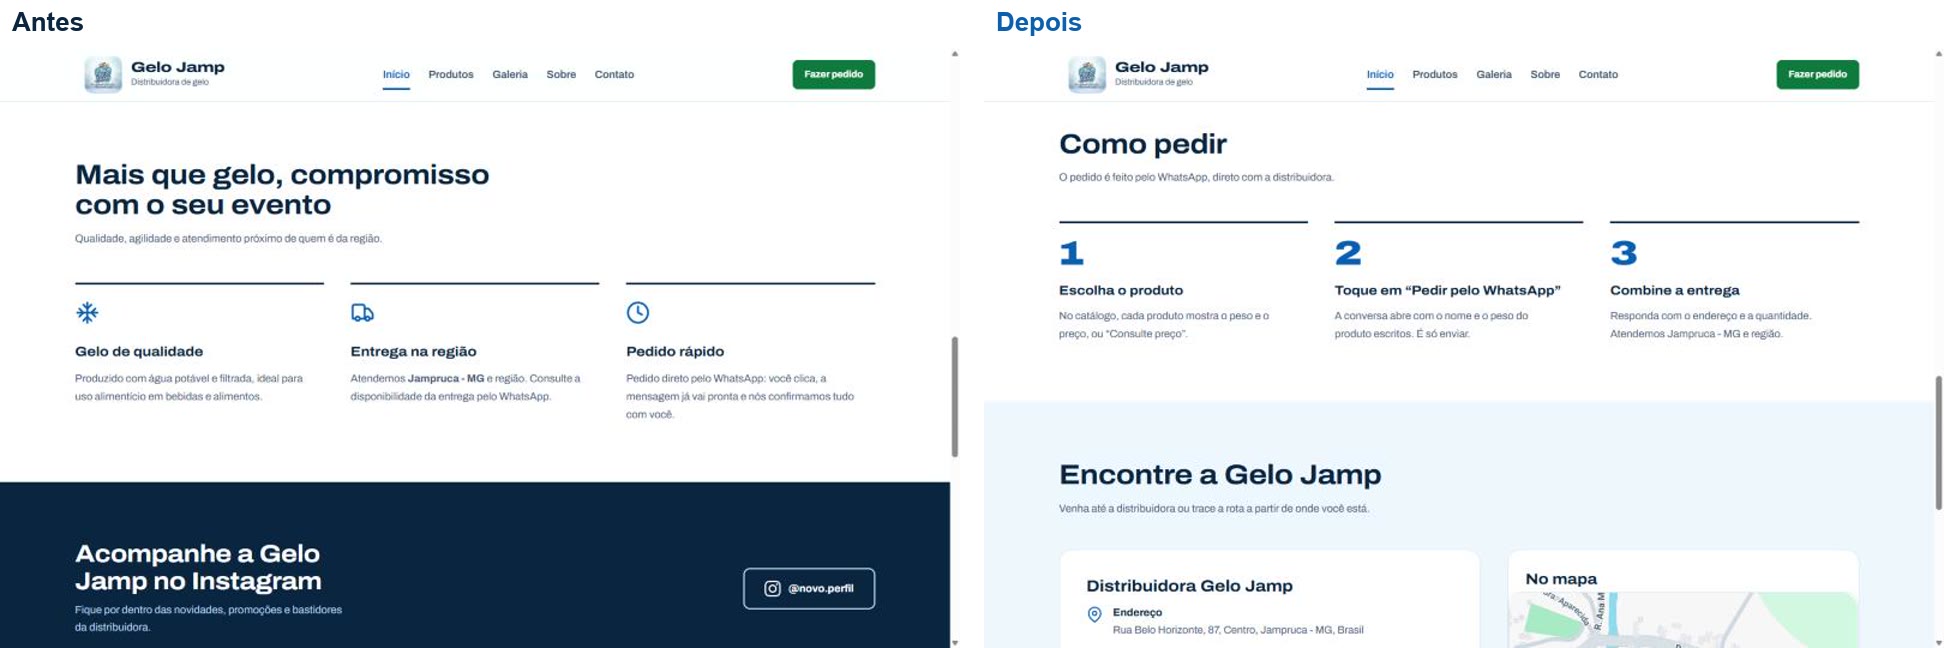 Antes
Gelo Jamp
Distribuidora de gelo
Início
Produtos
Galeria
Sobre
Contato
Fazer pedido
Mais que gelo, compromisso
com o seu evento
Qualidade, agilidade e atendimento próximo de quem é da região.
Gelo de qualidade
Produzido com água potável e filtrada, ideal para
uso alimentício em bebidas e alimentos.
Entrega na região
Atendemos Jampruca - MG e região. Consulte a
disponibilidade da entrega pelo WhatsApp.
Pedido rápido
Pedido direto pelo WhatsApp: você clica, a
mensagem já vai pronta e nós confirmamos tudo
com você.
Acompanhe a Gelo
Jamp no Instagram
Fique por dentro das novidades, promoções e bastidores
da distribuidora.
@novo.perfil
Depois
Gelo Jamp
Distribuidora de gelo
Início
Produtos
Galeria
Sobre
Contato
Fazer pedido
Como pedir
O pedido é feito pelo WhatsApp, direto com a distribuidora.
1
Escolha o produto
No catálogo, cada produto mostra o peso e o
preço, ou “Consulte preço”.
2
Toque em “Pedir pelo WhatsApp”
A conversa abre com o nome e o peso do
produto escritos. É só enviar.
3
Combine a entrega
Responda com o endereço e a quantidade.
Atendemos Jampruca - MG e região.
Encontre a Gelo Jamp
Venha até a distribuidora ou trace a rota a partir de onde você está.
Distribuidora Gelo Jamp
Endereço
Rua Belo Horizonte, 87, Centro, Jampruca - MG, Brasil
No mapa
Aparecida
R. Ana M